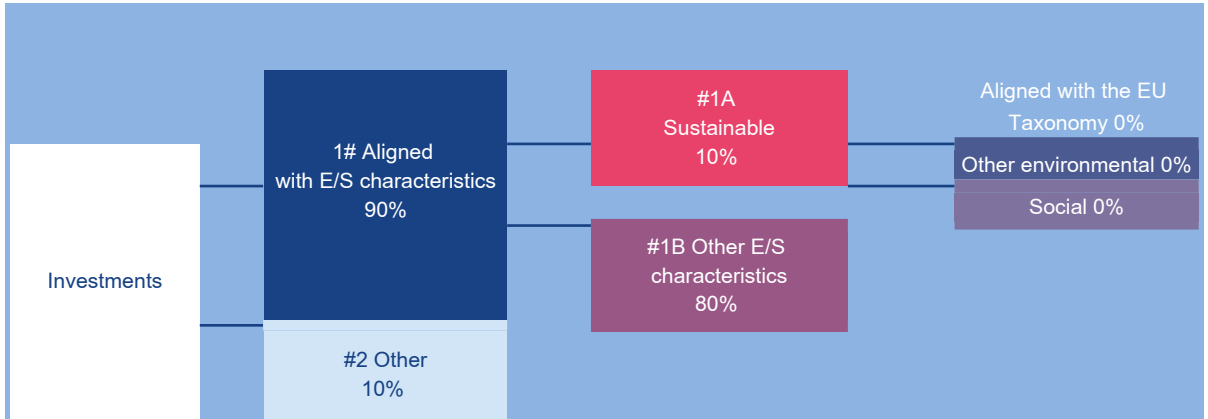 Investments
1# Aligned
with E/S characteristics
90%
#2 Other
10%
#1A
Sustainable
10%
#1B Other E/S
characteristics
80%
Aligned with the EU
Taxonomy 0%
Other environmental 0%
Social 0%